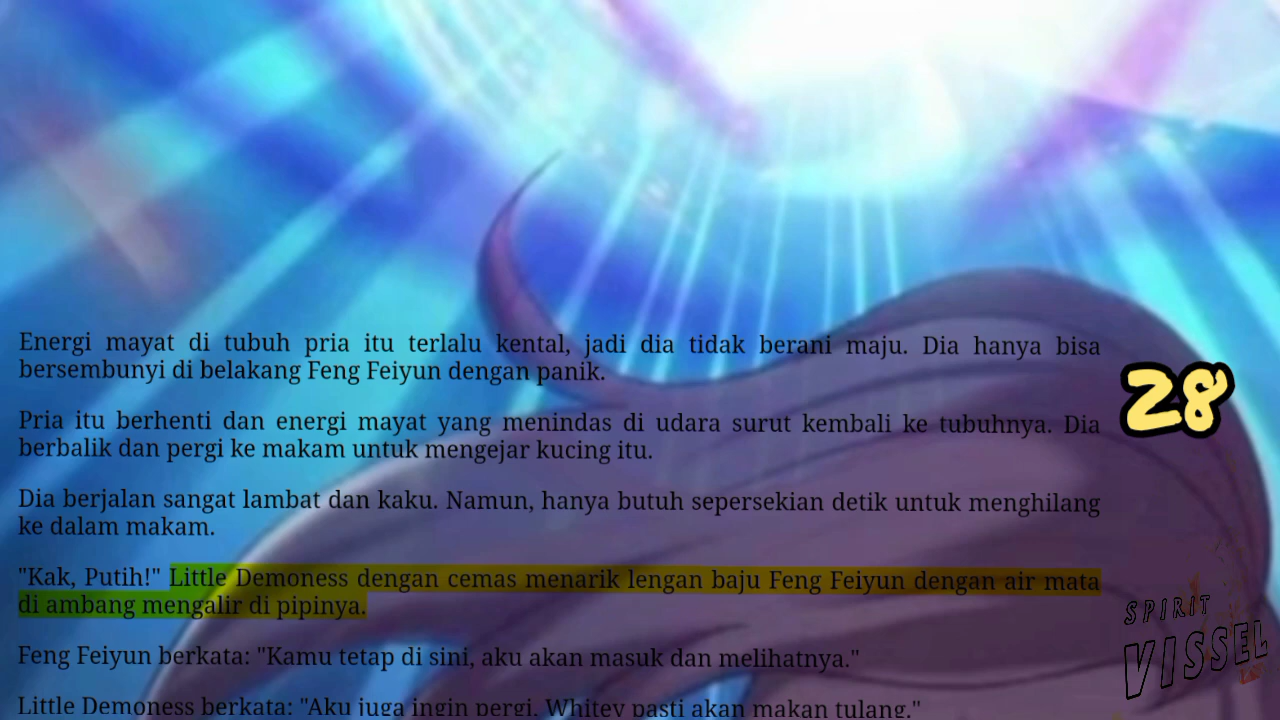 Energi mayat di tubuh pria itu terlalu kental, jadi dia tidak berani maju. Dia hanya bisa
bersembunyi di belakang Feng Feiyun dengan panik.
Pria itu berhenti dan energi mayat yang menindas di udara surut kembali ke tubuhnya. Dia
berbalik dan pergi ke makam untuk mengejar kucing itu.
28
Dia berjalan sangat lambat dan kaku. Namun, hanya butuh sepersekian detik untuk menghilang
ke dalam makam.
"Kak, Putih!" Little Demoness dengan cemas menarik lengan baju Feng Feiyun dengan air mata
di ambang mengalir di pipinya.
Feng Feiyun berkata: "Kamu tetap di sini, aku akan masuk dan melihatnya."
Little Demoness berkata: "Aku juga ingin pergi. Whitey pasti akan makan tulang."
SPIRIT
VISSEL